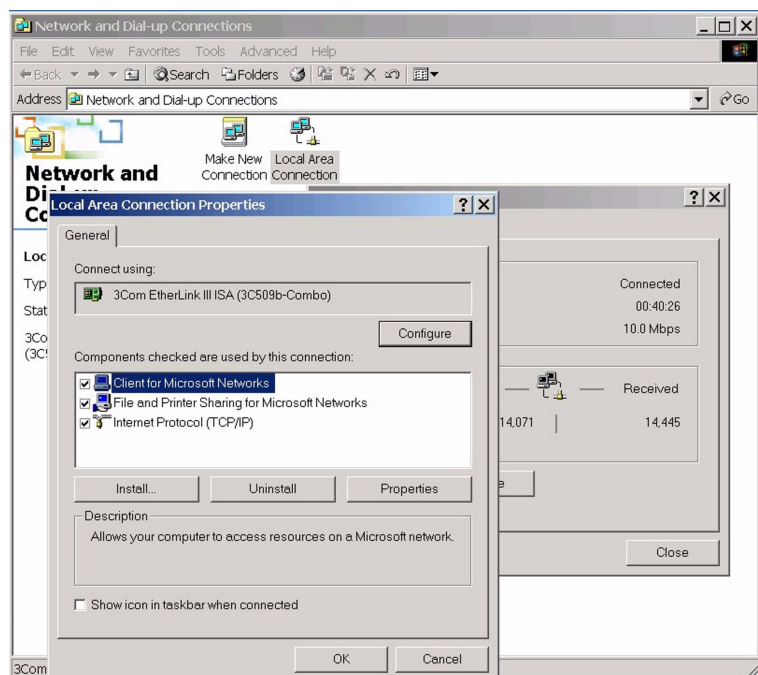 Network and Dial-up Connections
File Edit View Favorites Tools Advanced Help
Back Search Folders
Address Network and Dial-up Connections Go
Make New Connection
Local Area Connection
Network and
Local Area Connection Properties
General
Connect using:
3Com EtherLink III ISA (3C509b-Combo)
Configure
Components checked are used by this connection:
Client for Microsoft Networks
File and Printer Sharing for Microsoft Networks
Internet Protocol (TCP/IP)
Install... Uninstall Properties
Description
Allows your computer to access resources on a Microsoft network.
Show icon in taskbar when connected
OK Cancel
Connected
00:40:26
10.0 Mbps
Received
14,071 14,445
Close
3Com